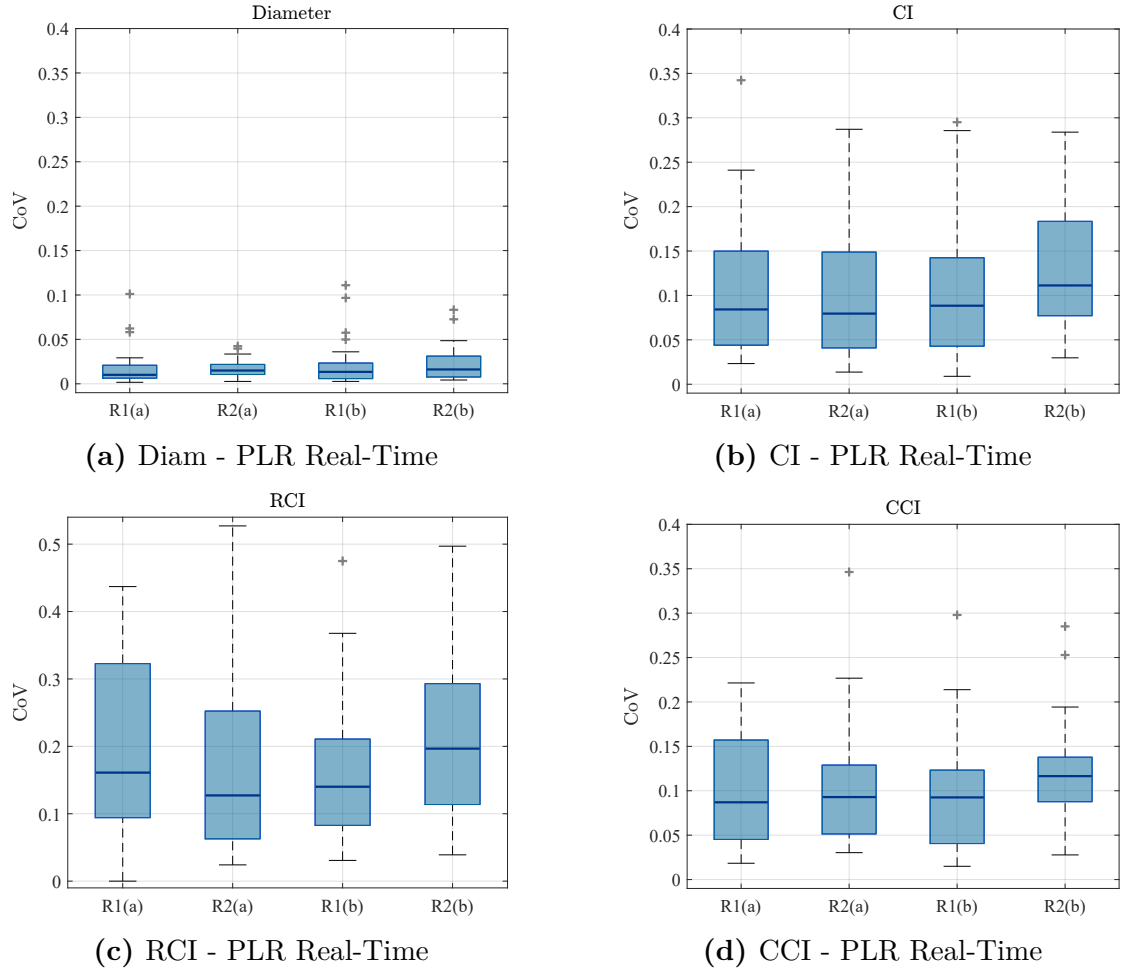 Diameter
0.4
0.35
0.3
0.25
0.2
0.15
0.1
0.05
0
CoV
R1(a) R2(a) R1(b) R2(b)
(a) Diam - PLR Real-Time
CI
0.4
0.35
0.3
0.25
0.2
0.15
0.1
0.05
0
CoV
R1(a) R2(a) R1(b) R2(b)
(b) CI - PLR Real-Time
RCI
0.5
0.4
0.3
0.2
0.1
0
CoV
R1(a) R2(a) R1(b) R2(b)
(c) RCI - PLR Real-Time
CCI
0.4
0.35
0.3
0.25
0.2
0.15
0.1
0.05
0
CoV
R1(a) R2(a) R1(b) R2(b)
(d) CCI - PLR Real-Time